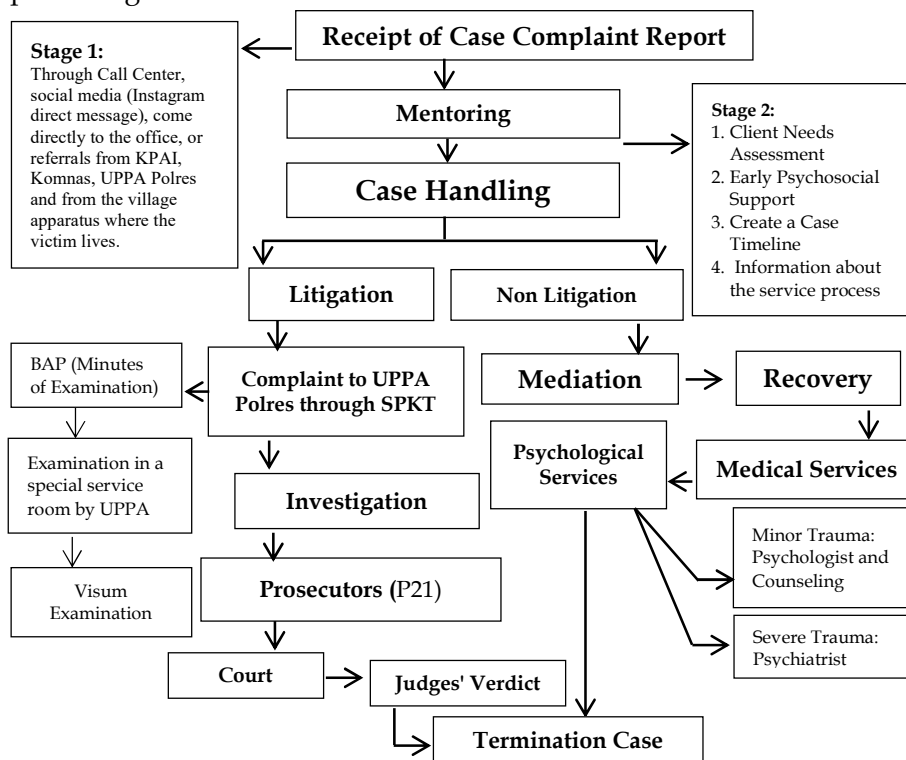 Receipt of Case Complaint Report
Stage 1:
Through Call Center,
social media (Instagram
direct message), come
directly to the office, or
referrals from KPAI,
Komnas, UPPA Polres
and from the village
apparatus where the
victim lives.
Mentoring
Stage 2:
1. Client Needs
Assessment
2. Early Psychosocial
Support
3. Create a Case
Timeline
4. Information about
the service process
Case Handling
Litigation
Non Litigation
BAP (Minutes
of Examination)
Complaint to UPPA
Polres through SPKT
Mediation
Recovery
Examination in a
special service
room by UPPA
Investigation
Psychological
Services
Medical Services
Minor Trauma:
Psychologist and
Counseling
Visum
Examination
Prosecutors (P21)
Severe Trauma:
Psychiatrist
Court
Judges' Verdict
Termination Case